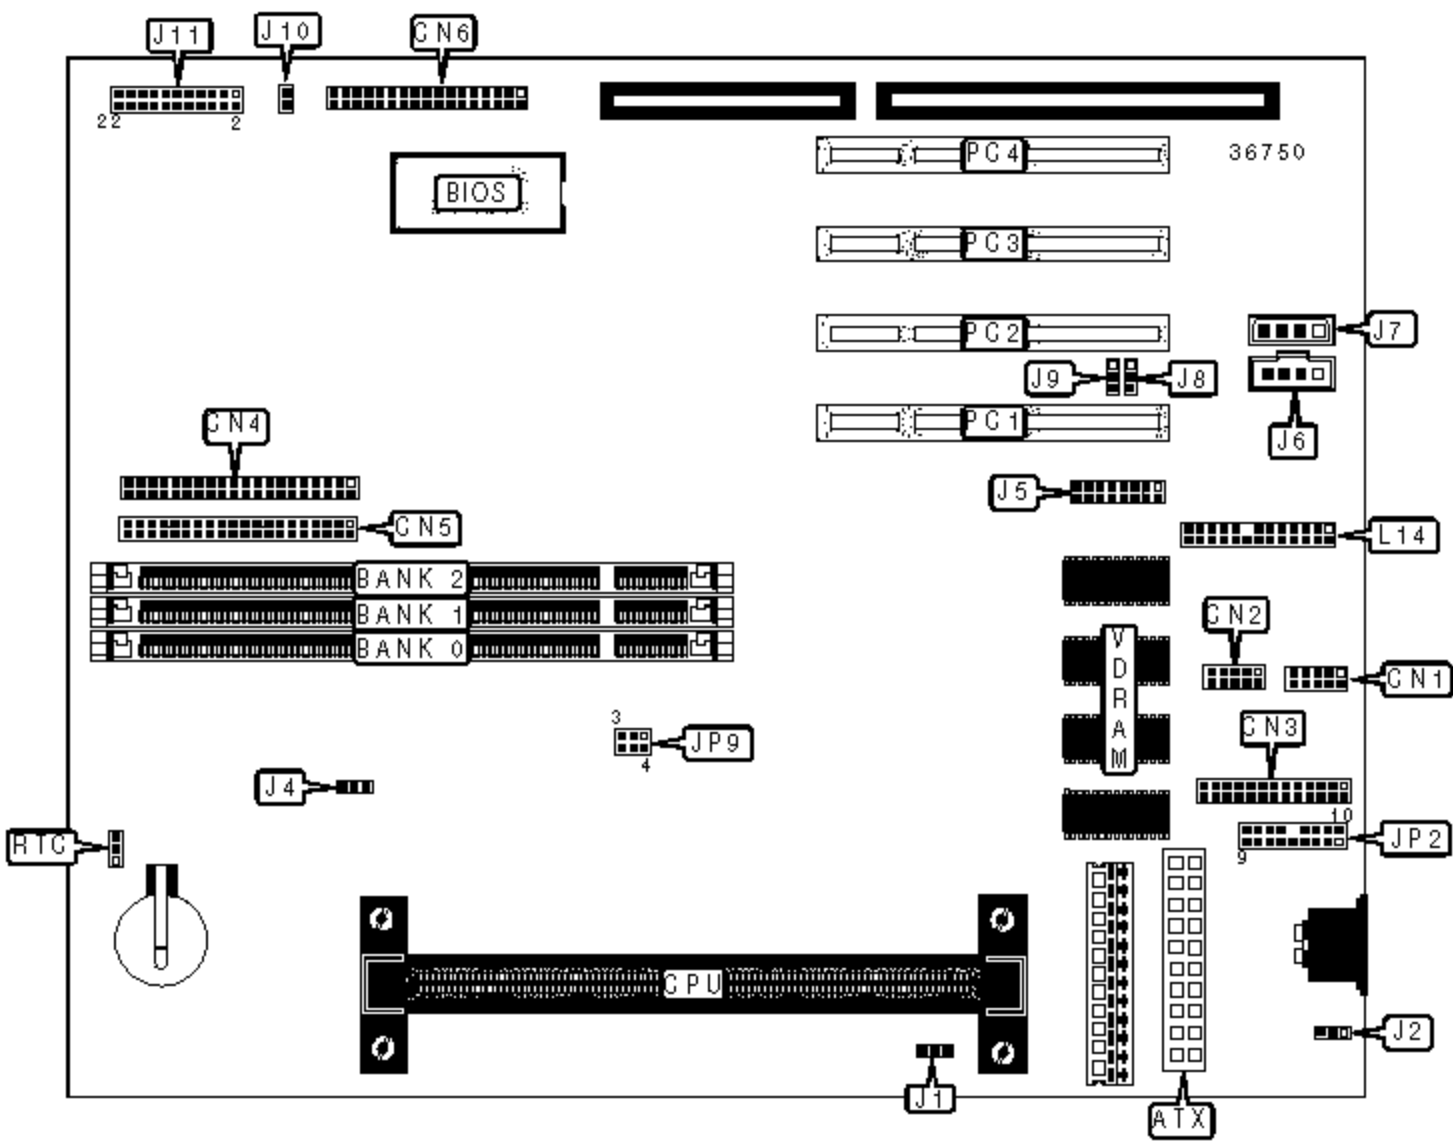 J11
J10
CN6
22
2
PC4
36750
BIOS
PC3
PC2
J7
J9
J8
PC1
J6
CN4
J5
CN5
L14
BANK 2
BANK 1
BANK 0
VDRAM
CN2
CN1
3
JP9
4
CN3
J4
10
RTC
JP2
9
CPU
J2
J1
ATX